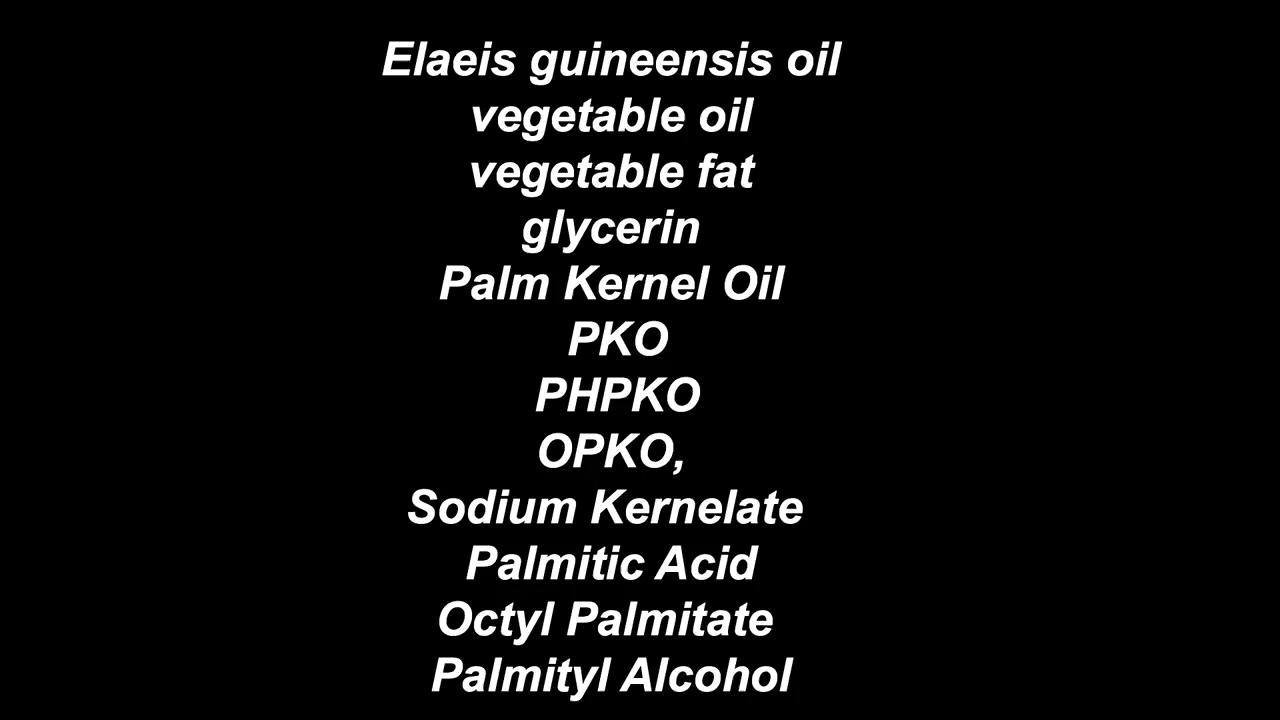 Elaeis guineensis oil
vegetable oil
vegetable fat
glycerin
Palm Kernel Oil
PKO
PHPKO
OPKO,
Sodium Kernelate
Palmitic Acid
Octyl Palmitate
Palmityl Alcohol